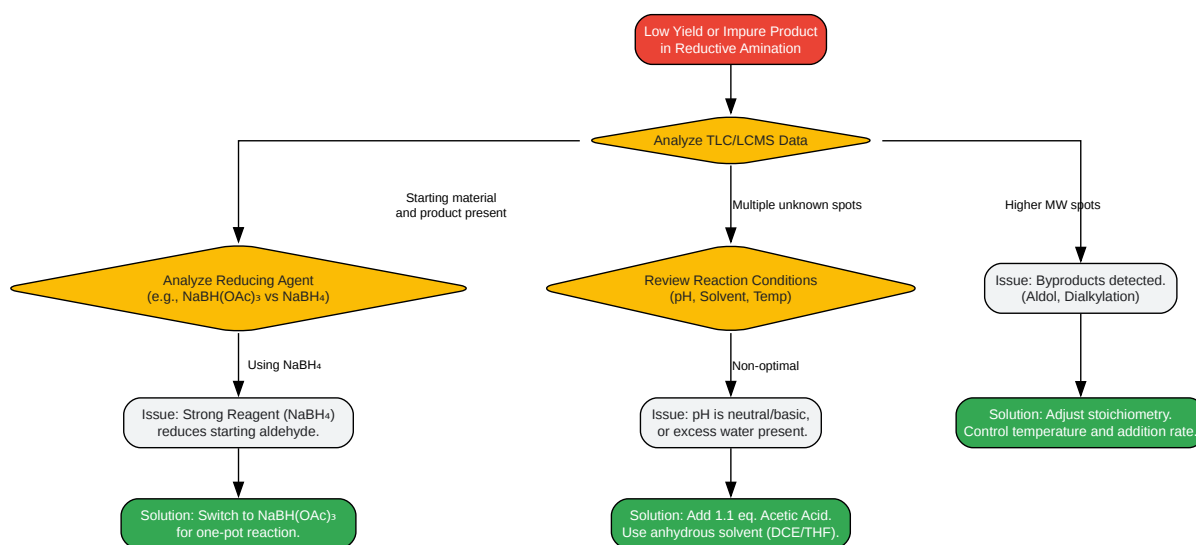 Low Yield or Impure Product
in Reductive Amination
Analyze TLC/LCMS Data
Starting material
and product present
Multiple unknown spots
Higher MW spots
Analyze Reducing Agent
(e.g., NaBH(OAc)₃ vs NaBH₄)
Review Reaction Conditions
(pH, Solvent, Temp)
Issue: Byproducts detected.
(Aldol, Dialkylation)
Using NaBH₄
Non-optimal
Issue: Strong Reagent (NaBH₄)
reduces starting aldehyde.
Issue: pH is neutral/basic,
or excess water present.
Solution: Adjust stoichiometry.
Control temperature and addition rate.
Solution: Switch to NaBH(OAc)₃
for one-pot reaction.
Solution: Add 1.1 eq. Acetic Acid.
Use anhydrous solvent (DCE/THF).